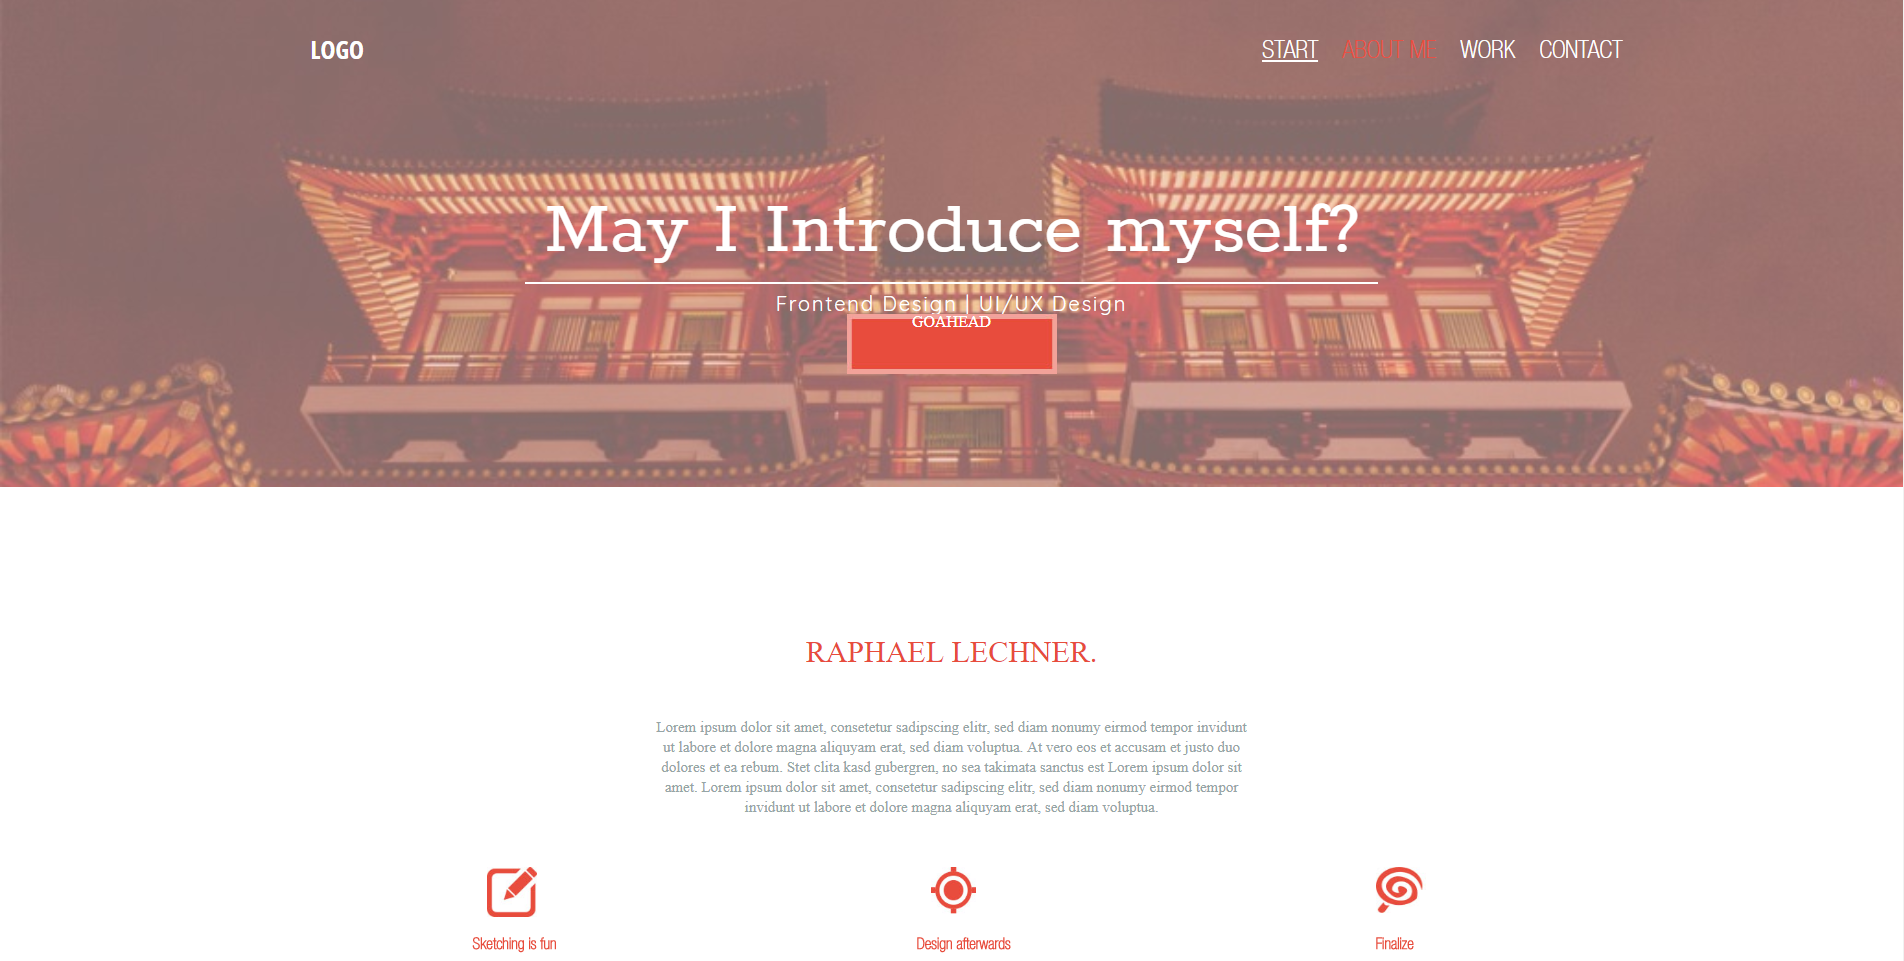 LOGO
START ABOUT ME WORK CONTACT
May I Introduce myself?
Frontend Design | UI/UX Design
GOAHEAD
RAPHAEL LECHNER.
Lorem ipsum dolor sit amet, consetetur sadipscing elitr, sed diam nonumy eirmod tempor invidunt
ut labore et dolore magna aliquyam erat, sed diam voluptua. At vero eos et accusam et justo duo
dolores et ea rebum. Stet clita kasd gubergren, no sea takimata sanctus est Lorem ipsum dolor sit
amet. Lorem ipsum dolor sit amet, consetetur sadipscing elitr, sed diam nonumy eirmod tempor
invidunt ut labore et dolore magna aliquyam erat, sed diam voluptua.
Sketching is fun
Design afterwards
Finalize